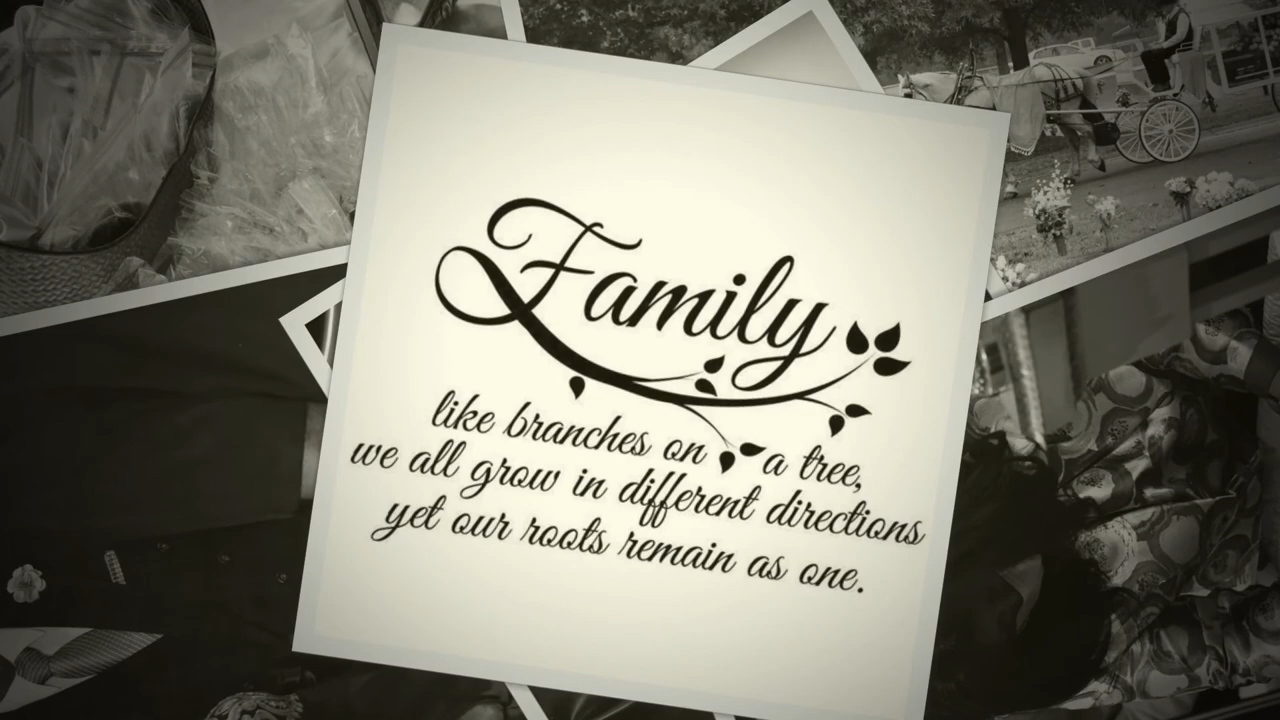 Family
like branches on a tree,
we all grow in different directions
yet our roots remain as one.